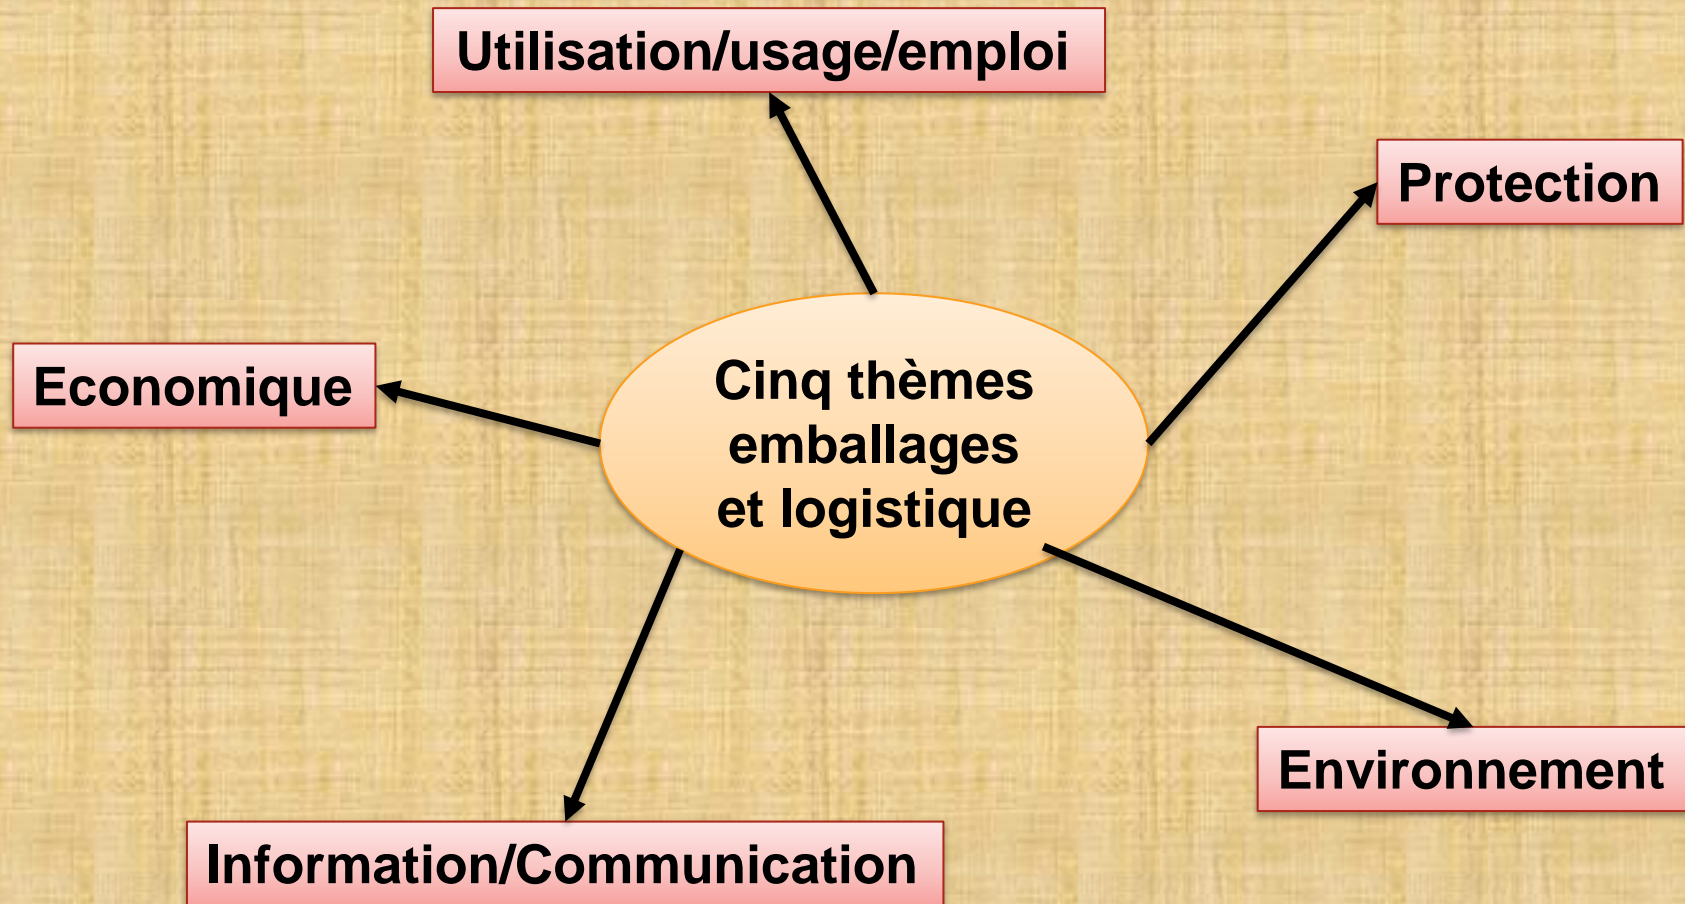 Utilisation/usage/emploi
Protection
Economique
Cinq thèmes
emballages
et logistique
Environnement
Information/Communication